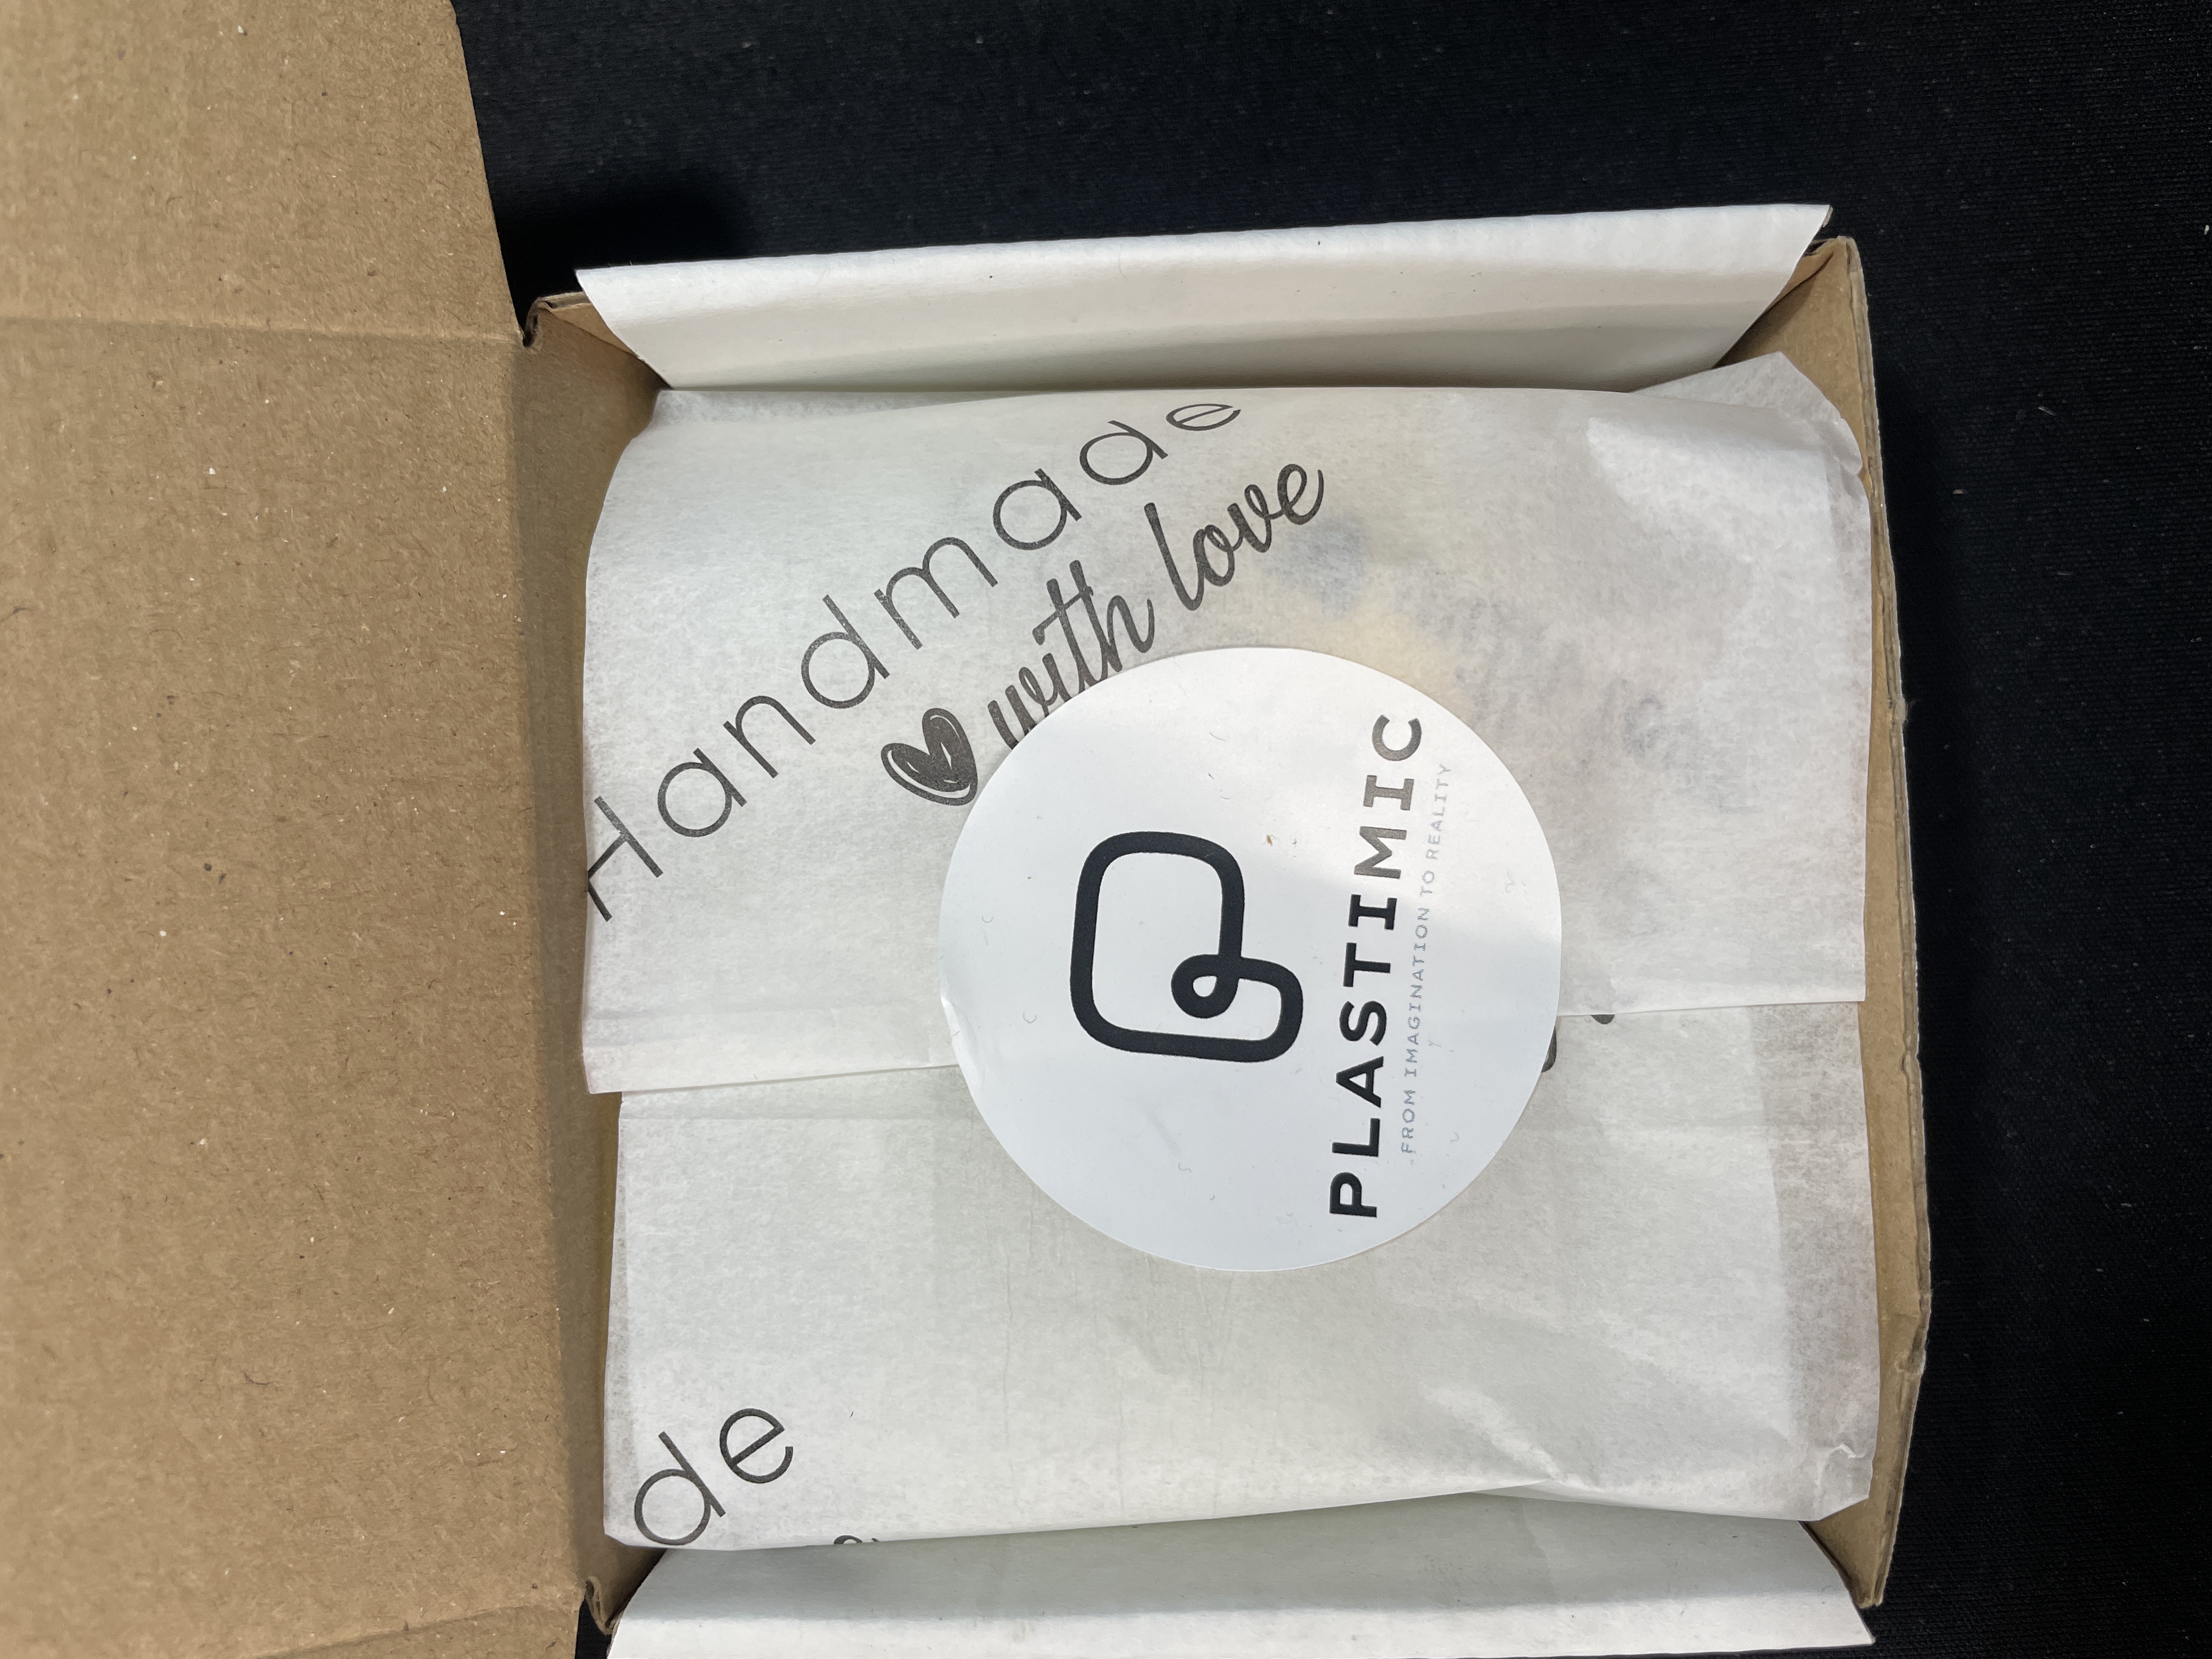 Handmade
with love
PLASTIMIC
FROM IMAGINATION TO REALITY
de